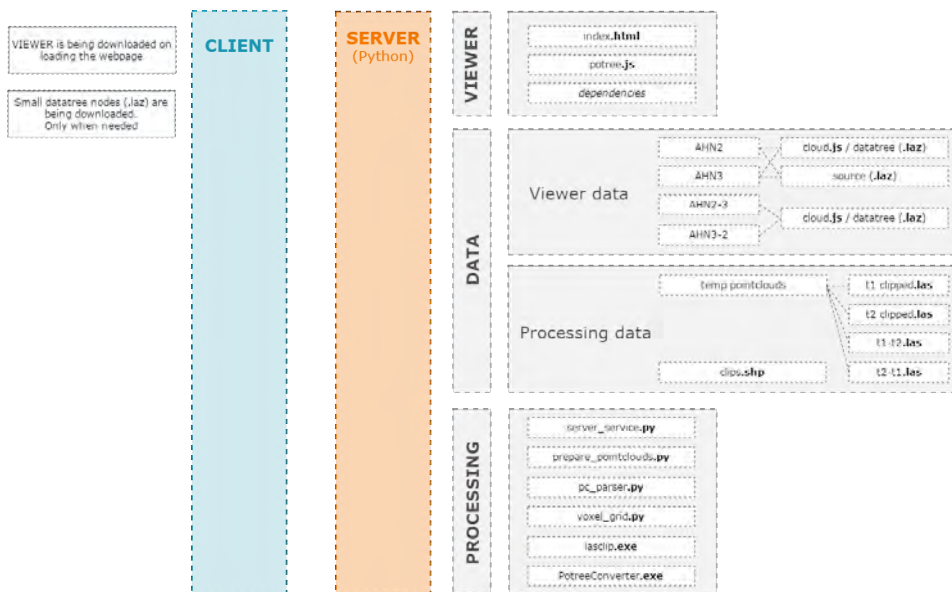 VIEWER is being downloaded on
loading the webpage
Small datatree nodes (.laz) are
being downloaded.
Only when needed
CLIENT
SERVER
(Python)
VIEWER
index.html
potree.js
dependencies
DATA
Viewer data
AHN2
AHN3
AHN2-3
AHN3-2
cloud.js / datatree (.laz)
source (.laz)
cloud.js / datatree (.laz)
Processing data
temp pointclouds
clips.shp
t1 clipped.las
t2 clipped.las
t1-t2.las
t2-t1.las
PROCESSING
server_service.py
prepare_pointclouds.py
pc_parser.py
voxel_grid.py
lasclip.exe
PotreeConverter.exe